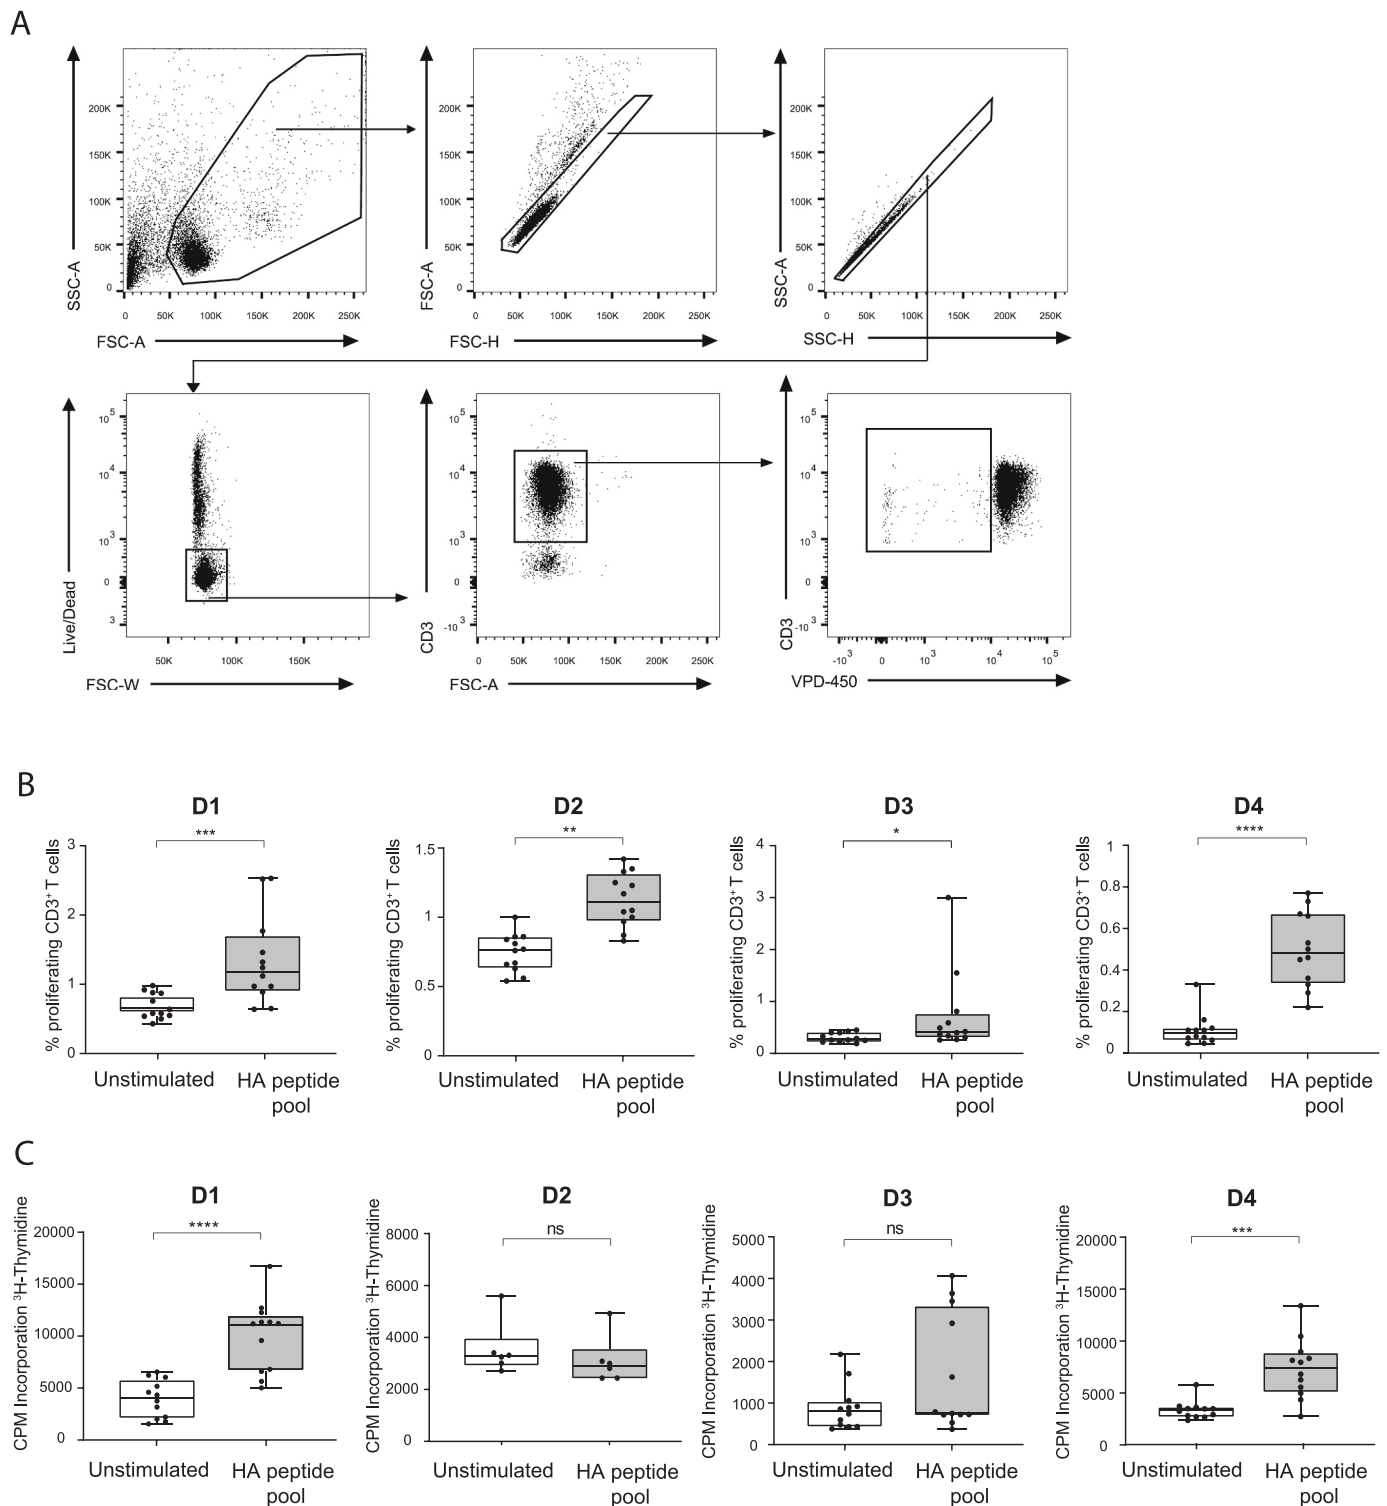 A
200K
150K
100K
50K
0
SSC-A
0
50K
100K
150K
200K
250K
FSC-A
200K
150K
100K
50K
0
FSC-A
0
50K
100K
150K
200K
250K
FSC-H
200K
150K
100K
50K
0
SSC-A
0
50K
100K
150K
200K
250K
SSC-H
10^5
10^4
10^3
0
3
Live/Dead
50K
100K
150K
FSC-W
10^5
10^4
10^3
0
-10^3
CD3
0
50K
100K
150K
200K
250K
FSC-A
10^5
10^4
10^3
0
-10^3
CD3
-10^3
0
10^3
10^4
10^5
VPD-450
B
D1
***
% proliferating CD3⁺ T cells
3
2
1
0
Unstimulated
HA peptide
pool
D2
**
% proliferating CD3⁺ T cells
1.5
1
0.5
0
Unstimulated
HA peptide
pool
D3
*
% proliferating CD3⁺ T cells
4
3
2
1
0
Unstimulated
HA peptide
pool
D4
****
% proliferating CD3⁺ T cells
1
0.8
0.6
0.4
0.2
0
Unstimulated
HA peptide
pool
C
D1
****
CPM Incorporation ³H-Thymidine
20000
15000
10000
5000
0
Unstimulated
HA peptide
pool
D2
ns
CPM Incorporation ³H-Thymidine
8000
6000
4000
2000
0
Unstimulated
HA peptide
pool
D3
ns
CPM Incorporation ³H-Thymidine
5000
4000
3000
2000
1000
0
Unstimulated
HA peptide
pool
D4
***
CPM Incorporation ³H-Thymidine
20000
15000
10000
5000
0
Unstimulated
HA peptide
pool